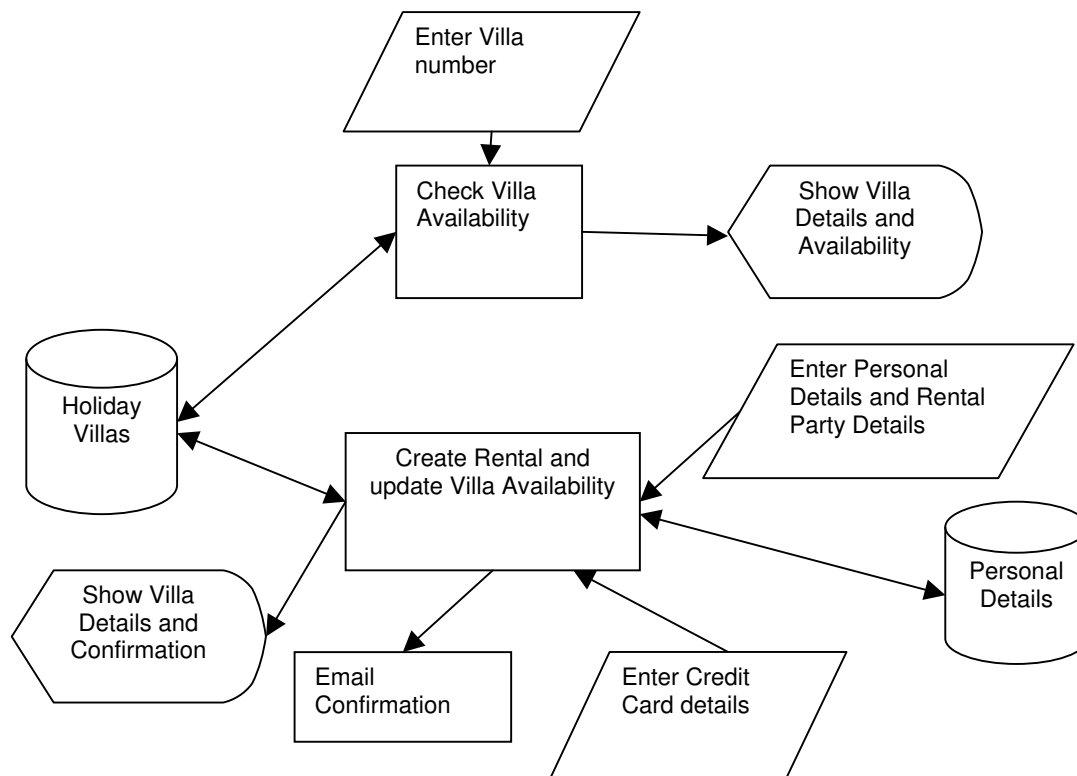 Enter Villa
number
Check Villa
Availability
Show Villa
Details and
Availability
Holiday
Villas
Enter Personal
Details and Rental
Party Details
Create Rental and
update Villa Availability
Personal
Details
Show Villa
Details and
Confirmation
Email
Confirmation
Enter Credit
Card details